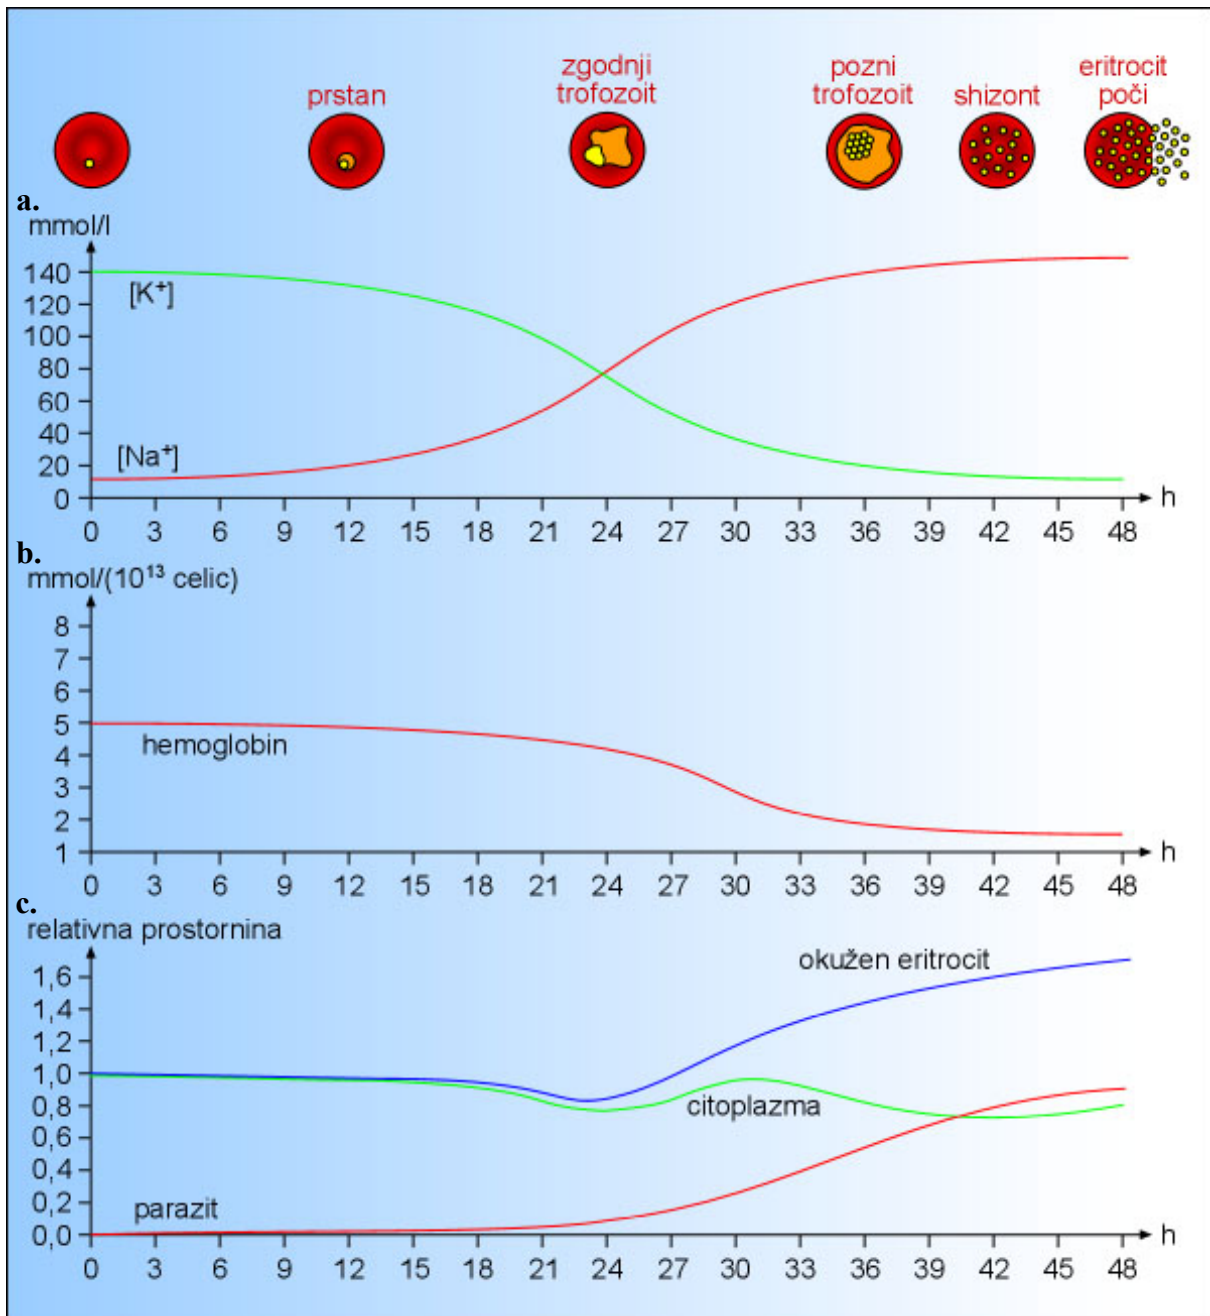 zgodnji
trofozoit
pozni
trofozoit
eritrocit
poči
prstan
shizont
a.
mmol/l
140
120
100
80
60
40
20
0
[K⁺]
[Na⁺]
0 3 6 9 12 15 18 21 24 27 30 33 36 39 42 45 48
h
b.
mmol/(10¹³ celic)
8
7
6
5
4
3
2
1
hemoglobin
0 3 6 9 12 15 18 21 24 27 30 33 36 39 42 45 48
h
c.
relativna prostornina
1,6
1,4
1,2
1,0
0,8
0,6
0,4
0,2
0,0
okužen eritrocit
citoplazma
parazit
0 3 6 9 12 15 18 21 24 27 30 33 36 39 42 45 48
h